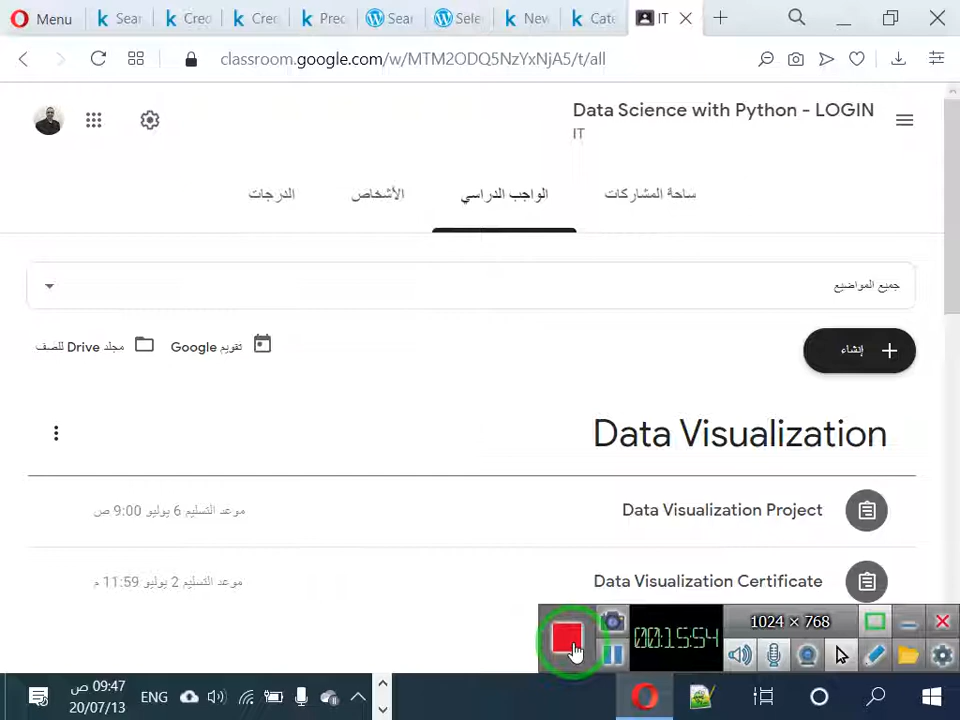 Menu
Sear
Cred
Cre
Prec
Sear
Sele
New
Cate
IT
classroom.google.com/w/MTM2ODQ5NzYxNjA5/t/all
Data Science with Python - LOGIN
IT
ساحة المشاركات
الواجب الدراسي
الأشخاص
الدرجات
جميع المواضيع
إنشاء
تقويم Google
مجلد Drive للصف
Data Visualization
Data Visualization Project
موعد التسليم 6 يوليو 9:00 ص
Data Visualization Certificate
موعد التسليم 2 يوليو 11:59 م
00:15:54
1024 × 768
09:47 ص
ENG
20/07/13